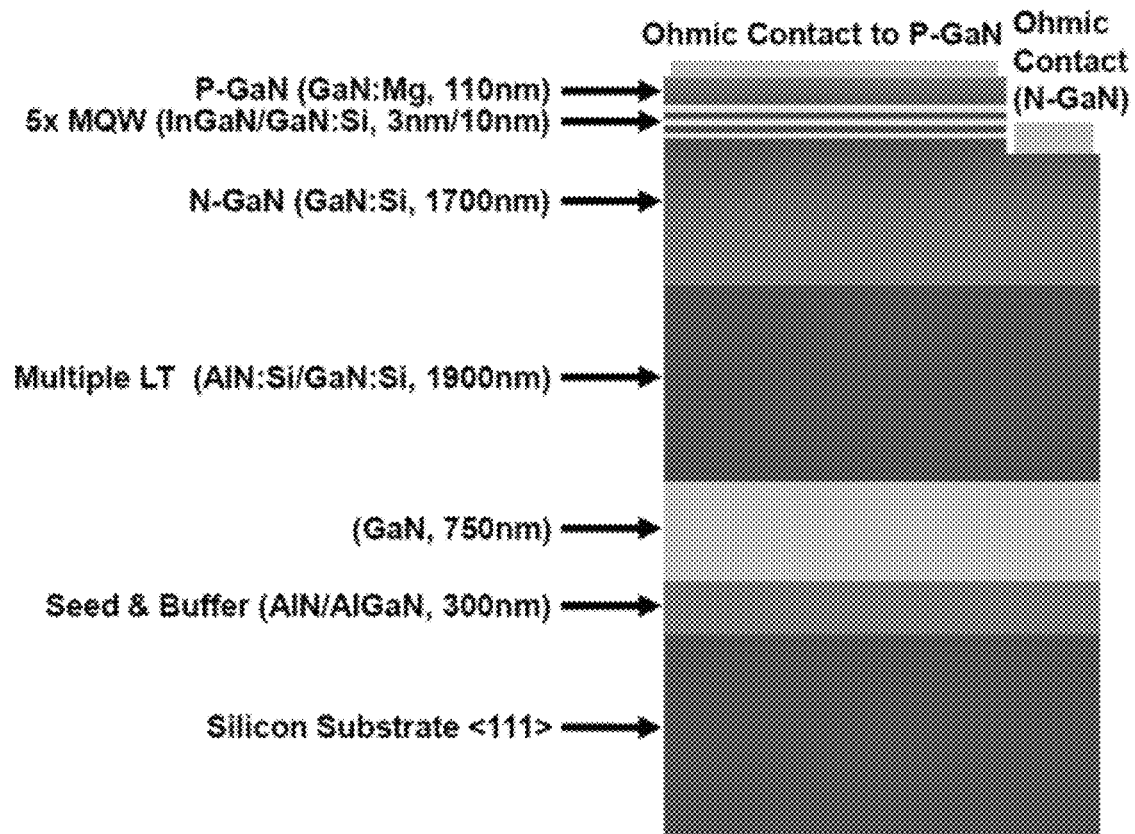 Ohmic Contact to P-GaN
Ohmic
Contact
(N-GaN)
P-GaN (GaN:Mg, 110nm)
5x MQW (InGaN/GaN:Si, 3nm/10nm)
N-GaN (GaN:Si, 1700nm)
Multiple LT (AlN:Si/GaN:Si, 1900nm)
(GaN, 750nm)
Seed & Buffer (AlN/AlGaN, 300nm)
Silicon Substrate <111>